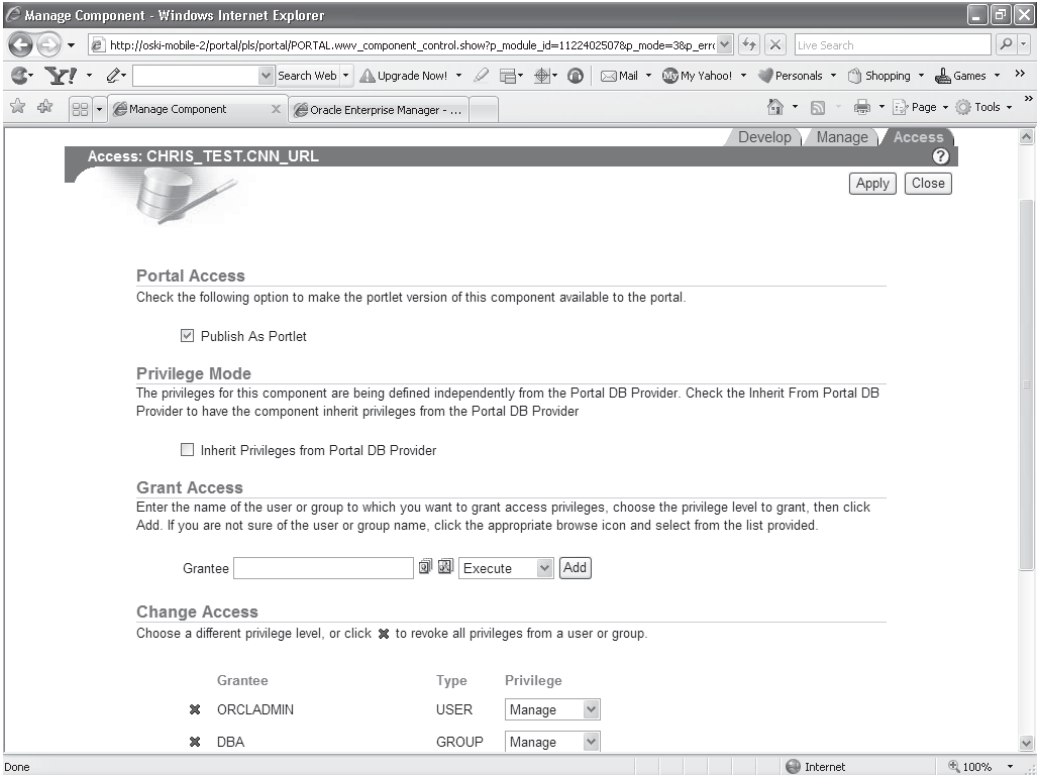 Manage Component - Windows Internet Explorer
http://oski-mobile-2/portal/pls/portal/PORTAL.wwv_component_control.show?p_module_id=1122402507&p_mode=3&p_erro
Live Search
Y! Search Web Upgrade Now! Mail My Yahoo! Personals Shopping Games »
Manage Component Oracle Enterprise Manager - ... Page Tools »
Develop Manage Access
Access: CHRIS_TEST.CNN_URL ?
Apply Close
Portal Access
Check the following option to make the portlet version of this component available to the portal.
Publish As Portlet
Privilege Mode
The privileges for this component are being defined independently from the Portal DB Provider. Check the Inherit From Portal DB
Provider to have the component inherit privileges from the Portal DB Provider
Inherit Privileges from Portal DB Provider
Grant Access
Enter the name of the user or group to which you want to grant access privileges, choose the privilege level to grant, then click
Add. If you are not sure of the user or group name, click the appropriate browse icon and select from the list provided.
Grantee Execute Add
Change Access
Choose a different privilege level, or click ✖ to revoke all privileges from a user or group.
Grantee Type Privilege
✖ ORCLADMIN USER Manage
✖ DBA GROUP Manage
Done Internet 100%